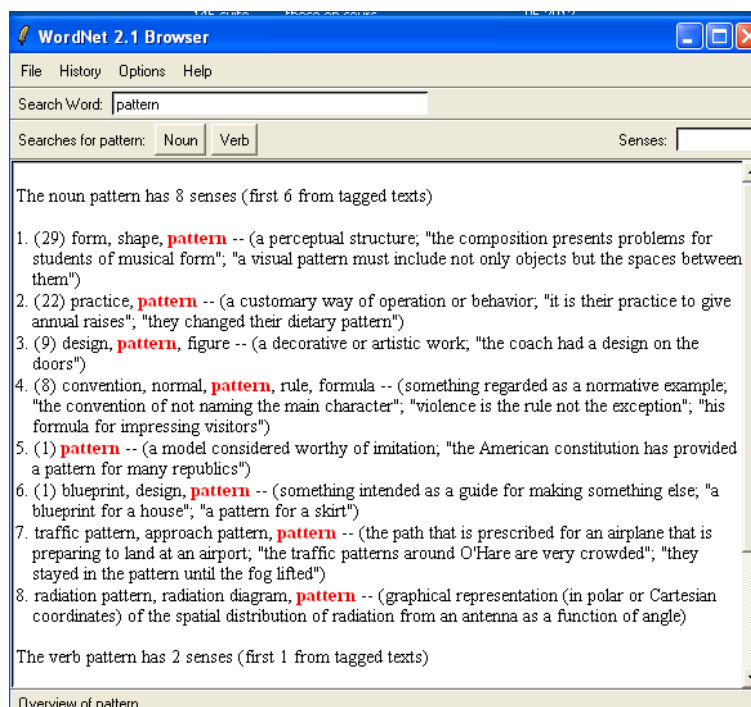 WordNet 2.1 Browser
File History Options Help
Search Word: pattern
Searches for pattern: Noun Verb Senses:
The noun pattern has 8 senses (first 6 from tagged texts)
1. (29) form, shape, pattern -- (a perceptual structure; "the composition presents problems for
students of musical form"; "a visual pattern must include not only objects but the spaces between
them")
2. (22) practice, pattern -- (a customary way of operation or behavior; "it is their practice to give
annual raises"; "they changed their dietary pattern")
3. (9) design, pattern, figure -- (a decorative or artistic work; "the coach had a design on the
doors")
4. (8) convention, normal, pattern, rule, formula -- (something regarded as a normative example;
"the convention of not naming the main character"; "violence is the rule not the exception"; "his
formula for impressing visitors")
5. (1) pattern -- (a model considered worthy of imitation; "the American constitution has provided
a pattern for many republics")
6. (1) blueprint, design, pattern -- (something intended as a guide for making something else; "a
blueprint for a house"; "a pattern for a skirt")
7. traffic pattern, approach pattern, pattern -- (the path that is prescribed for an airplane that is
preparing to land at an airport; "the traffic patterns around O'Hare are very crowded"; "they
stayed in the pattern until the fog lifted")
8. radiation pattern, radiation diagram, pattern -- (graphical representation (in polar or Cartesian
coordinates) of the spatial distribution of radiation from an antenna as a function of angle)
The verb pattern has 2 senses (first 1 from tagged texts)
Overview of pattern